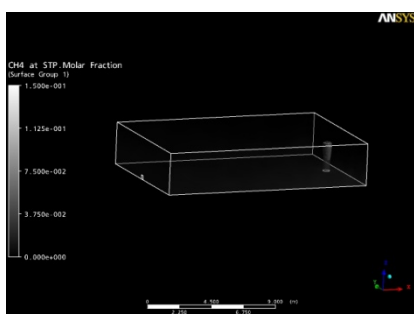 ANSYS
CH4 at STP.Molar Fraction
(Surface Group 1)
1.500e-001
1.125e-001
7.500e-002
3.750e-002
0.000e+000
0 4.500 9.000 (m)
2.250 6.750
Y X